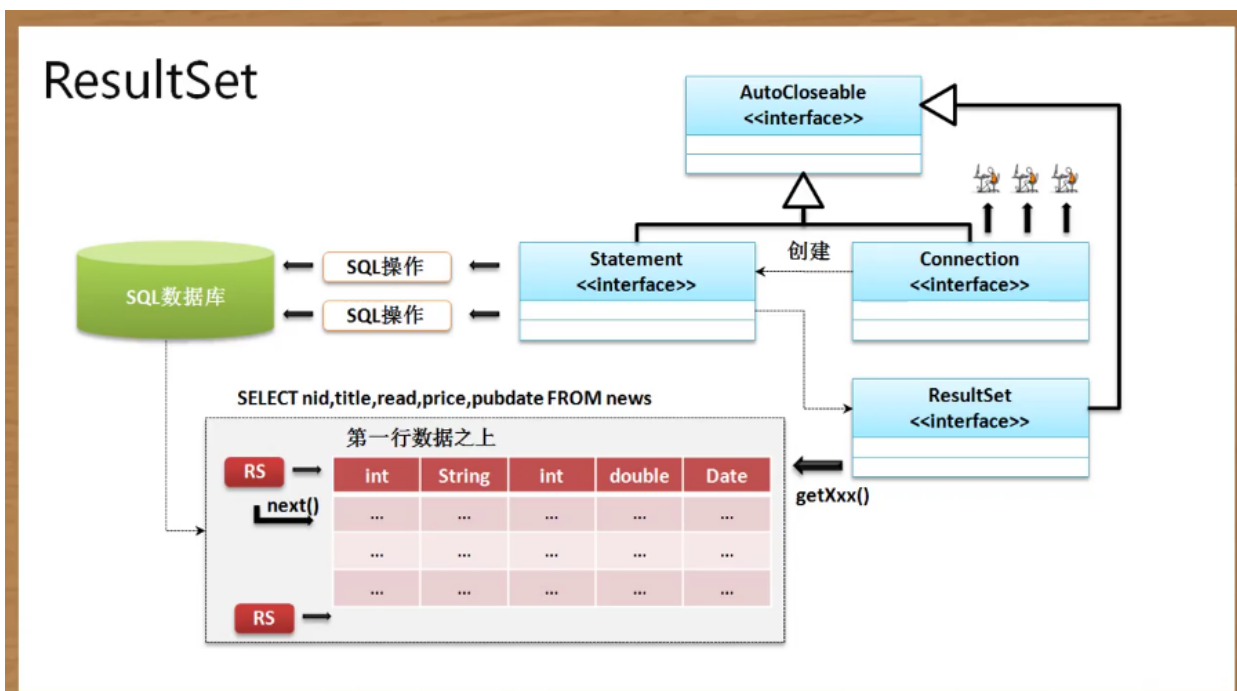 ResultSet
AutoCloseable
<<interface>>
创建
Statement
<<interface>>
Connection
<<interface>>
SQL数据库
SQL操作
SQL操作
ResultSet
<<interface>>
SELECT nid,title,read,price,pubdate FROM news
第一行数据之上
RS
int String int double Date
getXxx()
next()
... ... ... ... ...
... ... ... ... ...
... ... ... ... ...
RS